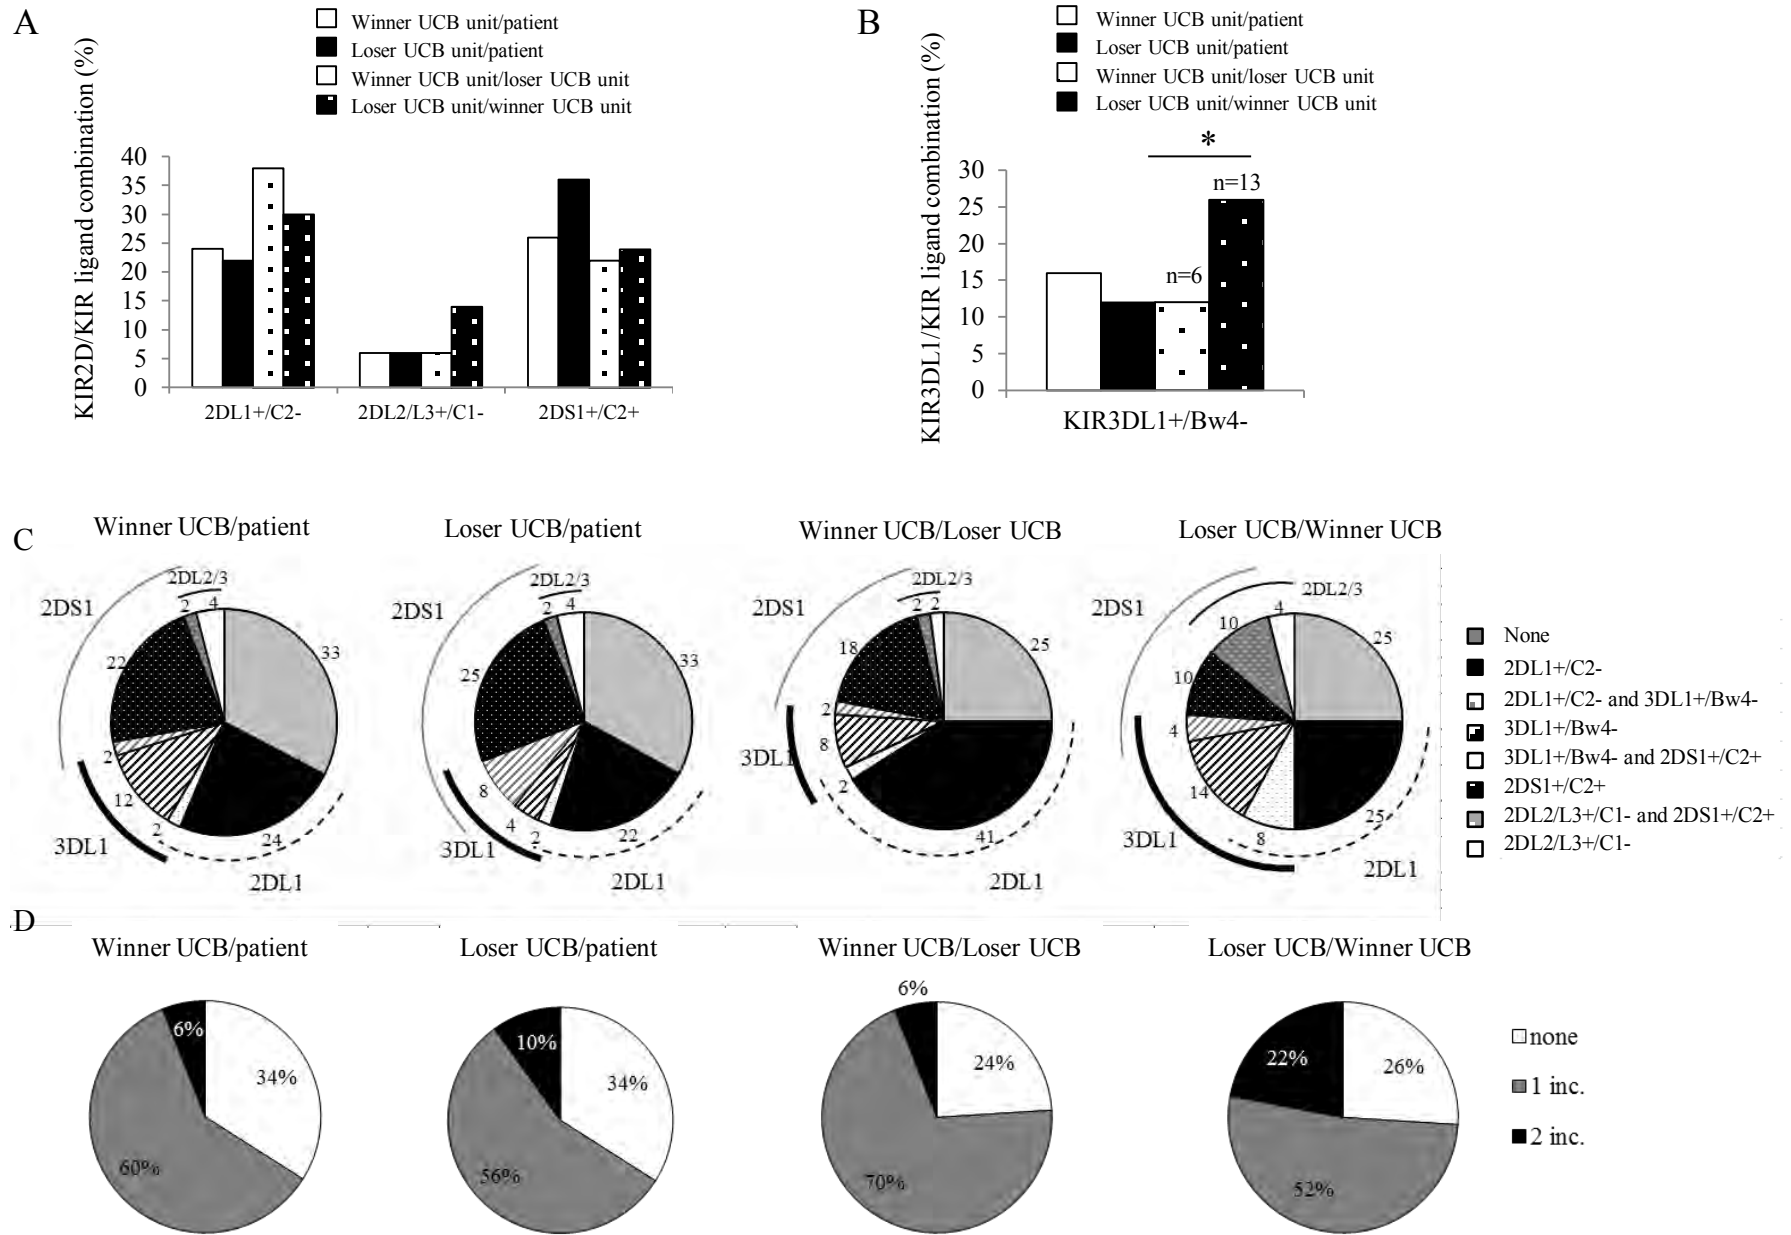 A
Winner UCB unit/patient
Loser UCB unit/patient
Winner UCB unit/loser UCB unit
Loser UCB unit/winner UCB unit
KIR2D/KIR ligand combination (%)
40
35
30
25
20
15
10
5
0
2DL1+/C2-
2DL2/L3+/C1-
2DS1+/C2+
B
Winner UCB unit/patient
Loser UCB unit/patient
Winner UCB unit/loser UCB unit
Loser UCB unit/winner UCB unit
KIR3DL1/KIR ligand combination (%)
*
30
25
20
15
10
5
0
n=6
n=13
KIR3DL1+/Bw4-
C
Winner UCB/patient
2DS1
2DL2/3
2
4
33
22
2
12
2
24
3DL1
2DL1
Loser UCB/patient
2DS1
2DL2/3
2
4
33
25
8
4
2
22
3DL1
2DL1
Winner UCB/Loser UCB
2DS1
2DL2/3
2
2
25
18
2
8
2
41
3DL1
2DL1
Loser UCB/Winner UCB
2DS1
2DL2/3
10
4
25
10
4
14
8
25
3DL1
2DL1
None
2DL1+/C2-
2DL1+/C2- and 3DL1+/Bw4-
3DL1+/Bw4-
3DL1+/Bw4- and 2DS1+/C2+
2DS1+/C2+
2DL2/L3+/C1- and 2DS1+/C2+
2DL2/L3+/C1-
D
Winner UCB/patient
6%
34%
60%
Loser UCB/patient
10%
34%
56%
Winner UCB/Loser UCB
6%
24%
70%
Loser UCB/Winner UCB
22%
26%
52%
none
1 inc.
2 inc.